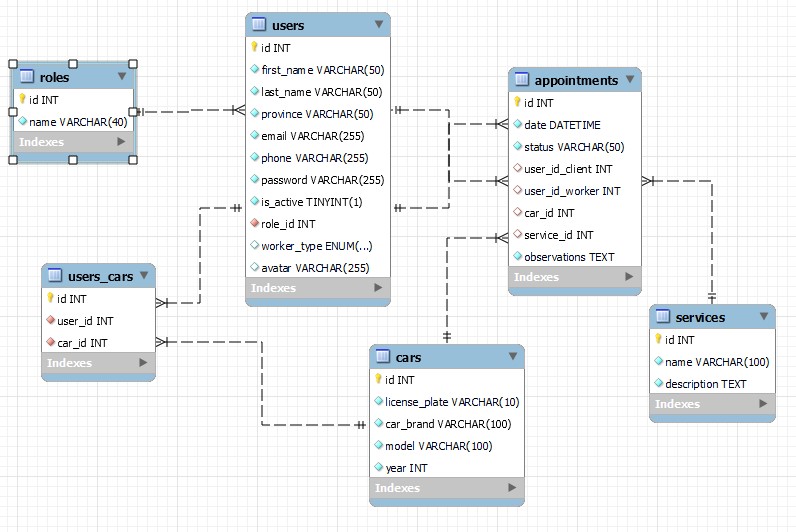 roles
id INT
name VARCHAR(40)
Indexes
users
id INT
first_name VARCHAR(50)
last_name VARCHAR(50)
province VARCHAR(50)
email VARCHAR(255)
phone VARCHAR(255)
password VARCHAR(255)
is_active TINYINT(1)
role_id INT
worker_type ENUM(...)
avatar VARCHAR(255)
Indexes
appointments
id INT
date DATETIME
status VARCHAR(50)
user_id_client INT
user_id_worker INT
car_id INT
service_id INT
observations TEXT
Indexes
users_cars
id INT
user_id INT
car_id INT
Indexes
cars
id INT
license_plate VARCHAR(10)
car_brand VARCHAR(100)
model VARCHAR(100)
year INT
Indexes
services
id INT
name VARCHAR(100)
description TEXT
Indexes